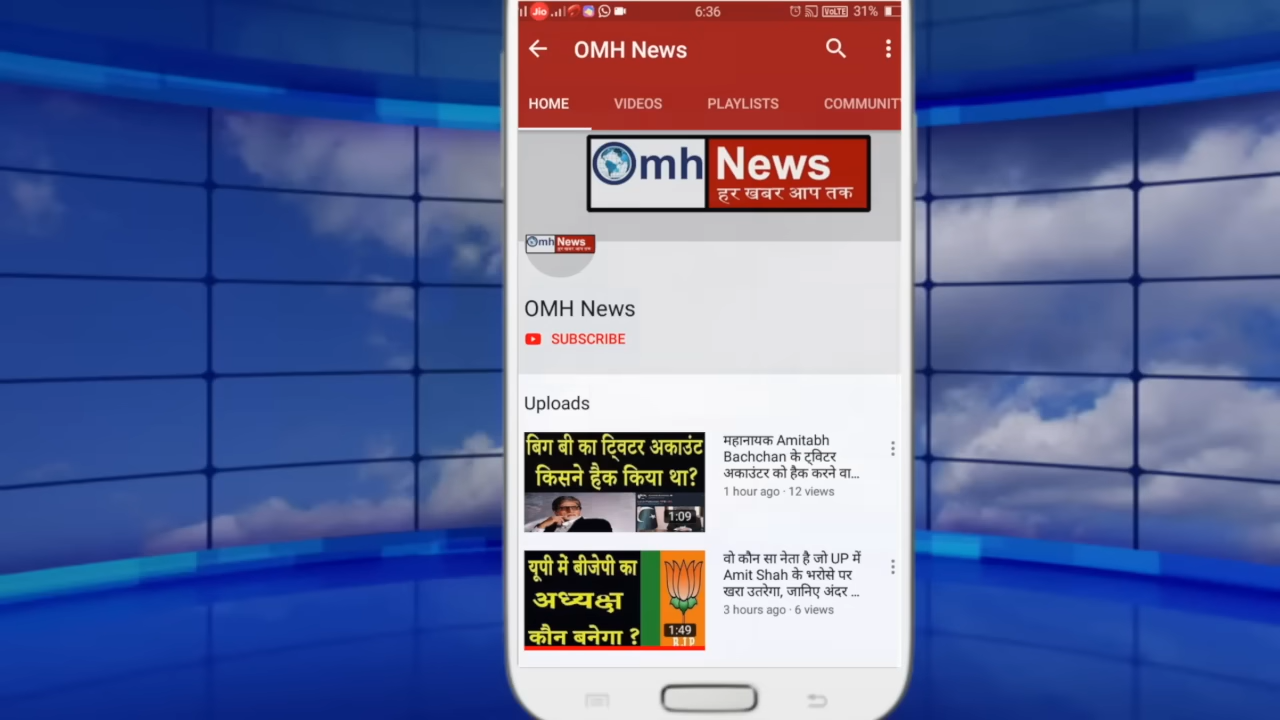 Jio
6:36
VoLTE 31%
OMH News
HOME VIDEOS PLAYLISTS COMMUNIT
Omh News
हर खबर आप तक
Omh News
OMH News
SUBSCRIBE
Uploads
बिग बी का ट्विटर अकाउंट
किसने हैक किया था?
1:09
महानायक Amitabh
Bachchan के ट्विटर
अकाउंटर को हैक करने वा...
1 hour ago · 12 views
यूपी में बीजेपी का
अध्यक्ष
कौन बनेगा ?
1:49
BJP
वो कौन सा नेता है जो UP में
Amit Shah के भरोसे पर
खरा उतरेगा, जानिए अंदर ...
3 hours ago · 6 views